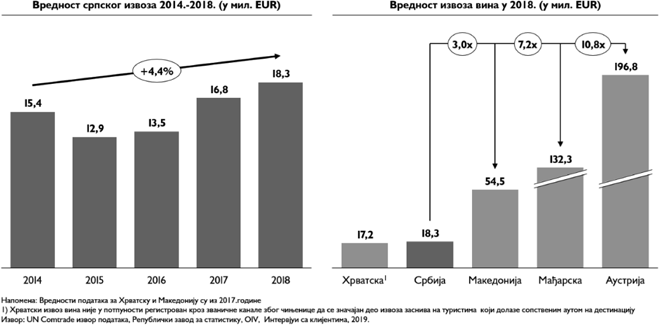 Вредност српског извоза 2014.-2018. (у мил. EUR)
+4,4%
15,4
12,9
13,5
16,8
18,3
2014
2015
2016
2017
2018
Вредност извоза вина у 2018. (у мил. EUR)
3,0x
7,2x
10,8x
17,2
18,3
54,5
132,3
196,8
Хрватска¹
Србија
Македонија
Мађарска
Аустрија
Напомена: Вредности података за Хрватску и Македонију су из 2017.године
1) Хрватски извоз вина није у потпуности регистрован кроз званичне канале због чињенице да се значајан део извоза заснива на туристима који долазе сопственим аутом на дестинацију
Извор: UN Comtrade извор података, Републички завод за статистику, OIV, Интервјуи са клијентима, 2019.